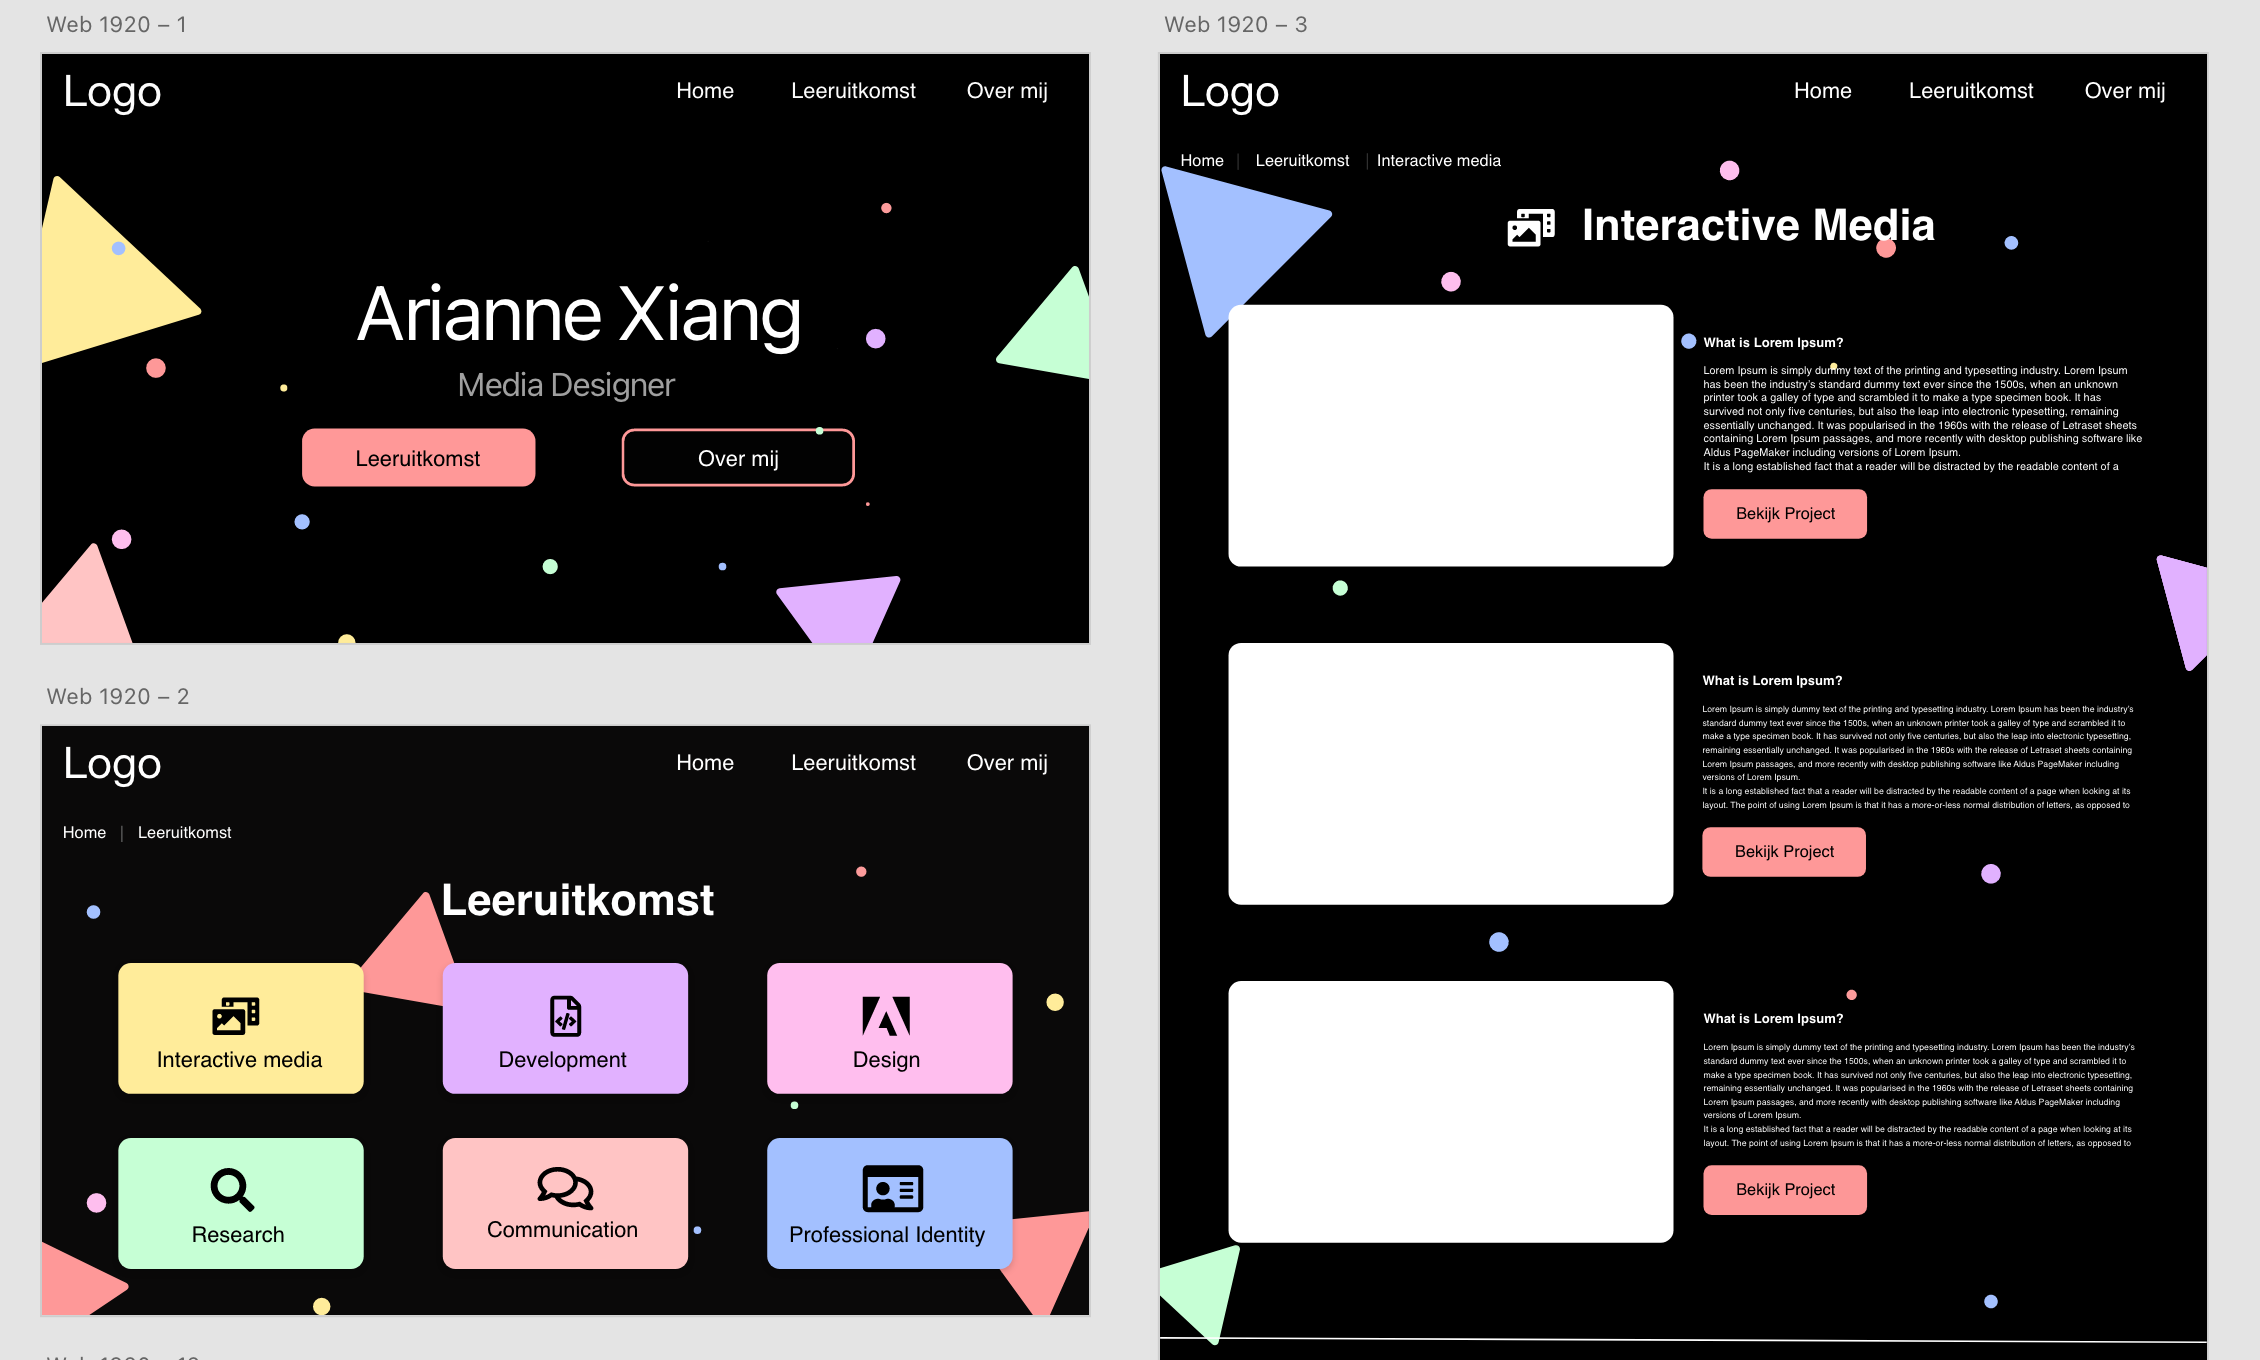 Web 1920 – 1
Logo
Home
Leeruitkomst
Over mij
Arianne Xiang
Media Designer
Leeruitkomst
Over mij
Web 1920 – 2
Logo
Home
Leeruitkomst
Over mij
Home | Leeruitkomst
Leeruitkomst
Interactive media
Development
Design
Research
Communication
Professional Identity
Web 1920 – 3
Logo
Home
Leeruitkomst
Over mij
Home | Leeruitkomst | Interactive media
Interactive Media
What is Lorem Ipsum?
Lorem Ipsum is simply dummy text of the printing and typesetting industry. Lorem Ipsum
has been the industry's standard dummy text ever since the 1500s, when an unknown
printer took a galley of type and scrambled it to make a type specimen book. It has
survived not only five centuries, but also the leap into electronic typesetting, remaining
essentially unchanged. It was popularised in the 1960s with the release of Letraset sheets
containing Lorem Ipsum passages, and more recently with desktop publishing software like
Aldus PageMaker including versions of Lorem Ipsum.
It is a long established fact that a reader will be distracted by the readable content of a
Bekijk Project
What is Lorem Ipsum?
Lorem Ipsum is simply dummy text of the printing and typesetting industry. Lorem Ipsum has been the industry's
standard dummy text ever since the 1500s, when an unknown printer took a galley of type and scrambled it to
make a type specimen book. It has survived not only five centuries, but also the leap into electronic typesetting,
remaining essentially unchanged. It was popularised in the 1960s with the release of Letraset sheets containing
Lorem Ipsum passages, and more recently with desktop publishing software like Aldus PageMaker including
versions of Lorem Ipsum.
It is a long established fact that a reader will be distracted by the readable content of a page when looking at its
layout. The point of using Lorem Ipsum is that it has a more-or-less normal distribution of letters, as opposed to
Bekijk Project
What is Lorem Ipsum?
Lorem Ipsum is simply dummy text of the printing and typesetting industry. Lorem Ipsum has been the industry's
standard dummy text ever since the 1500s, when an unknown printer took a galley of type and scrambled it to
make a type specimen book. It has survived not only five centuries, but also the leap into electronic typesetting,
remaining essentially unchanged. It was popularised in the 1960s with the release of Letraset sheets containing
Lorem Ipsum passages, and more recently with desktop publishing software like Aldus PageMaker including
versions of Lorem Ipsum.
It is a long established fact that a reader will be distracted by the readable content of a page when looking at its
layout. The point of using Lorem Ipsum is that it has a more-or-less normal distribution of letters, as opposed to
Bekijk Project